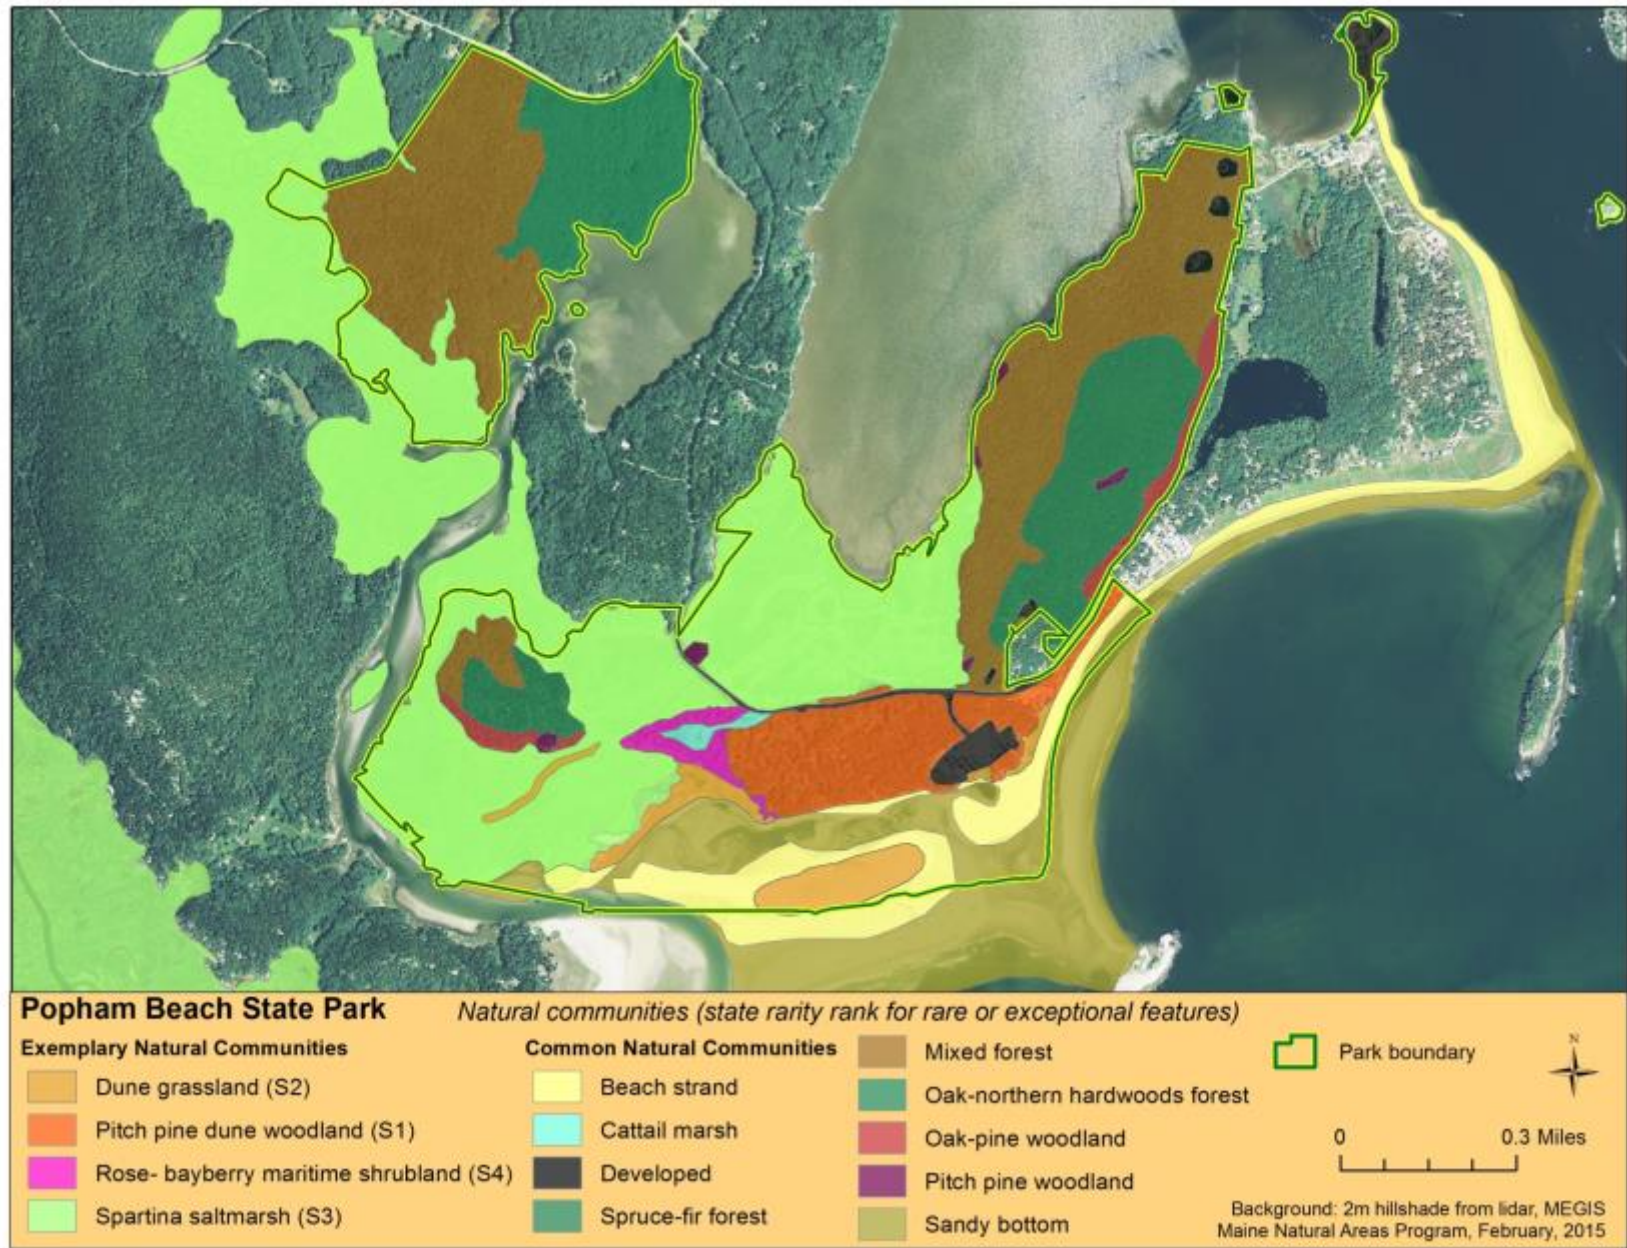 Popham Beach State Park
Natural communities (state rarity rank for rare or exceptional features)
Exemplary Natural Communities
Dune grassland (S2)
Pitch pine dune woodland (S1)
Rose- bayberry maritime shrubland (S4)
Spartina saltmarsh (S3)
Common Natural Communities
Beach strand
Cattail marsh
Developed
Spruce-fir forest
Mixed forest
Oak-northern hardwoods forest
Oak-pine woodland
Pitch pine woodland
Sandy bottom
Park boundary
N
0 0.3 Miles
Background: 2m hillshade from lidar, MEGIS
Maine Natural Areas Program, February, 2015